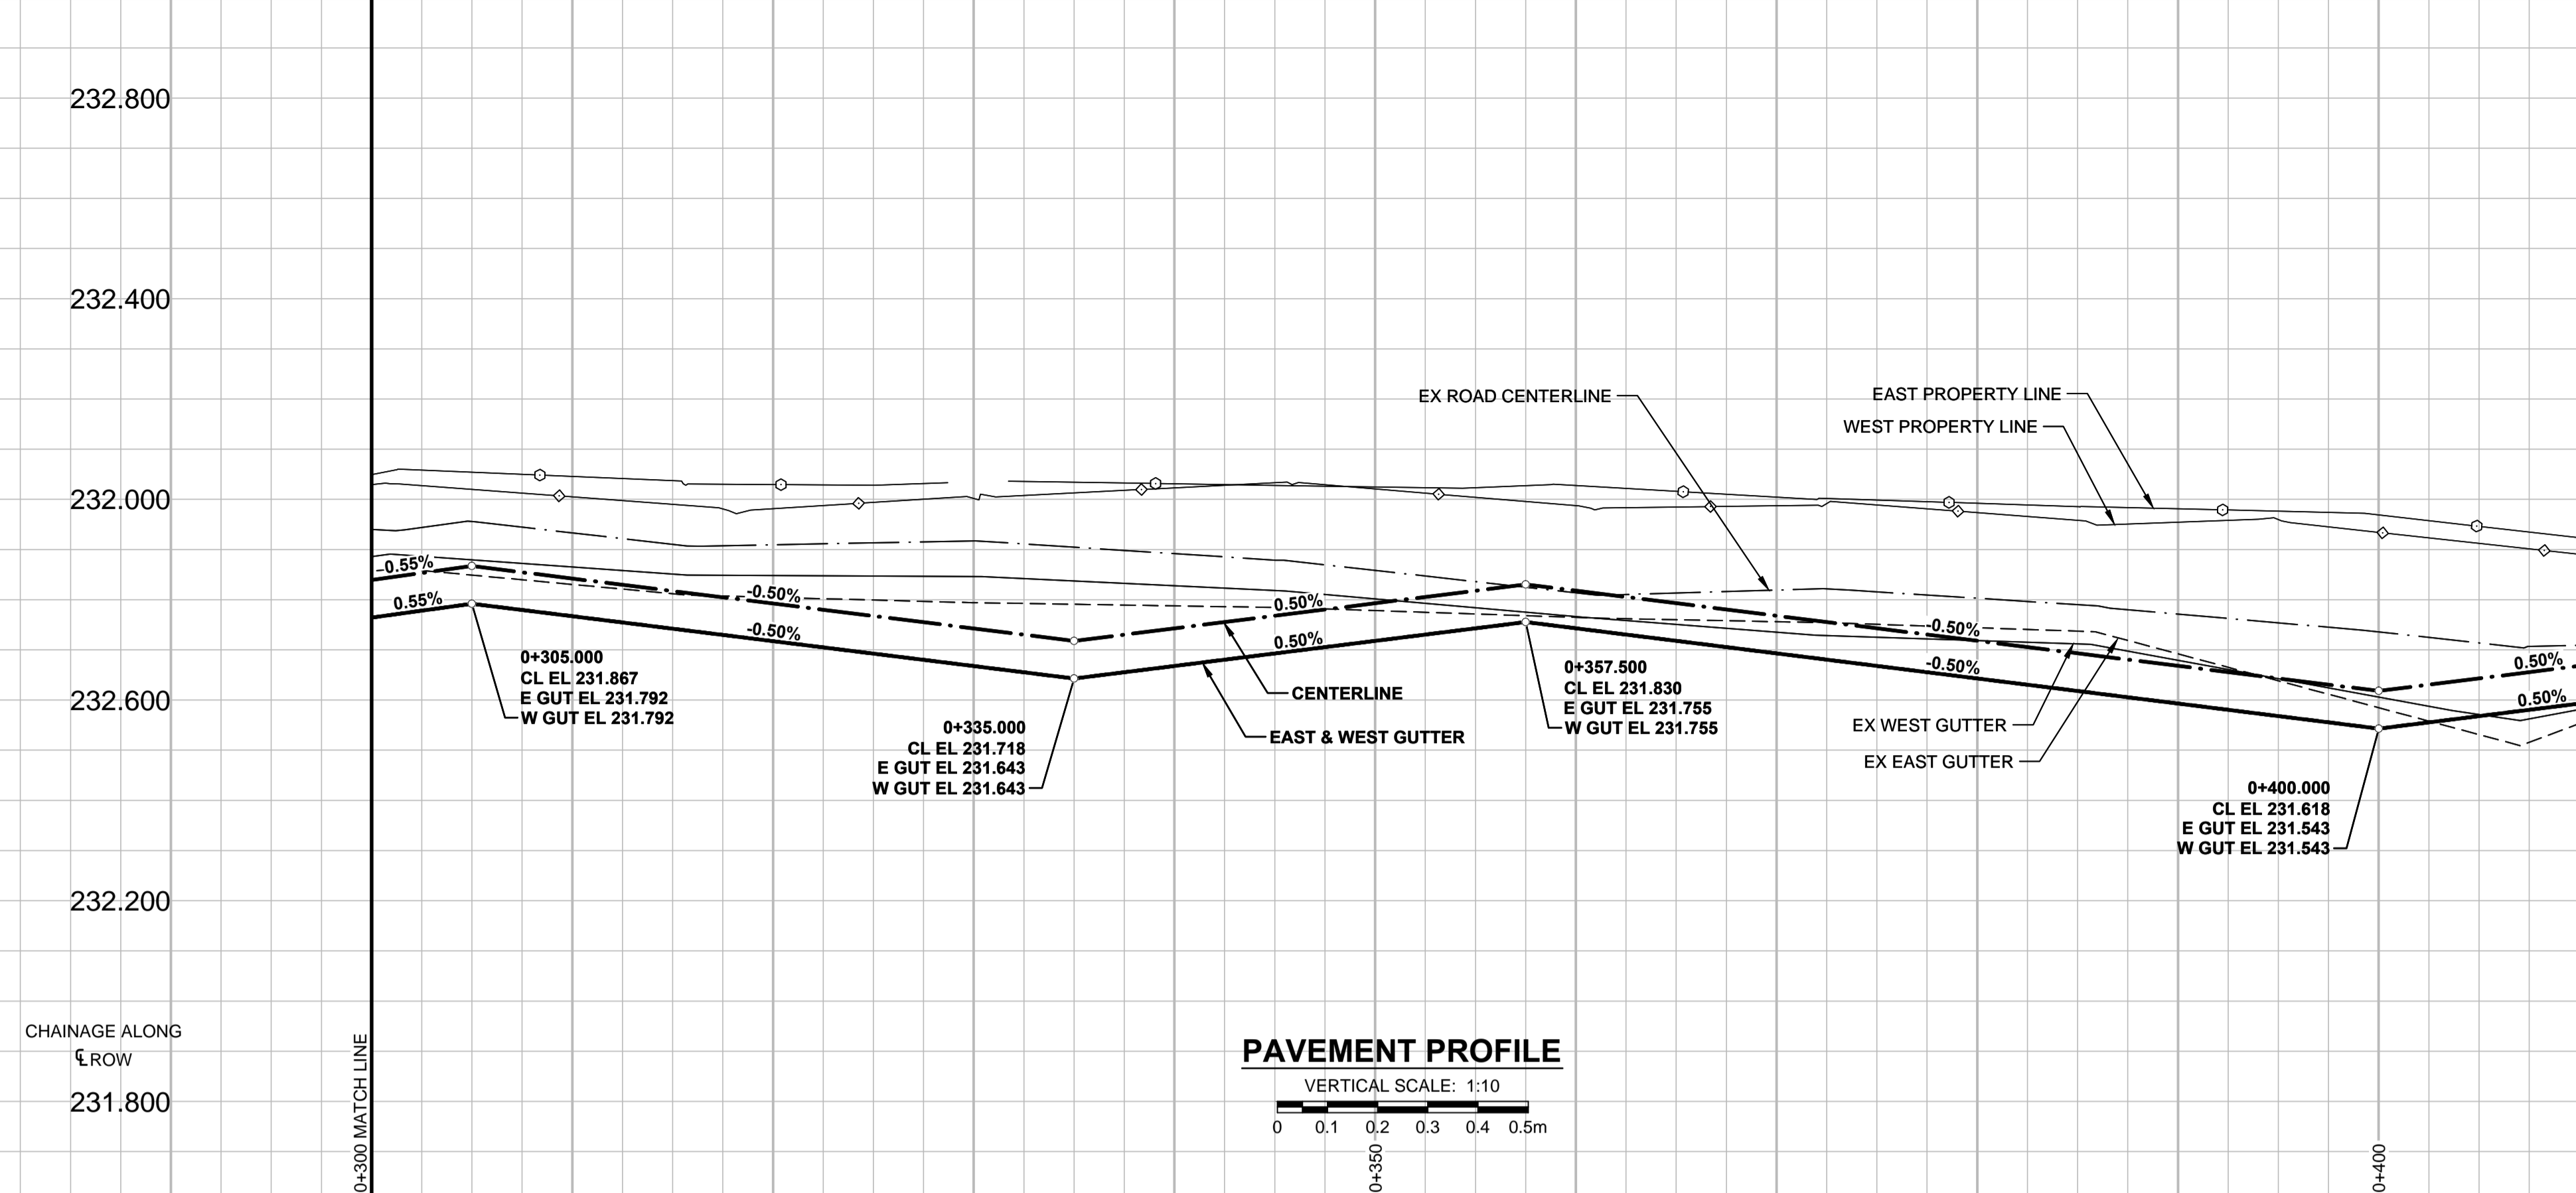 232.800
232.400
232.000
232.600
232.200
231.800
CHAINAGE ALONG
℄ ROW
0+300 MATCH LINE
EX ROAD CENTERLINE
EAST PROPERTY LINE
WEST PROPERTY LINE
0.55%
0.55%
-0.50%
-0.50%
0.50%
0.50%
-0.50%
-0.50%
0.50%
0.50%
0+305.000
CL EL 231.867
E GUT EL 231.792
W GUT EL 231.792
0+335.000
CL EL 231.718
E GUT EL 231.643
W GUT EL 231.643
CENTERLINE
EAST & WEST GUTTER
0+357.500
CL EL 231.830
E GUT EL 231.755
W GUT EL 231.755
EX WEST GUTTER
EX EAST GUTTER
0+400.000
CL EL 231.618
E GUT EL 231.543
W GUT EL 231.543
PAVEMENT PROFILE
VERTICAL SCALE: 1:10
0 0.1 0.2 0.3 0.4 0.5m
0+350
0+400